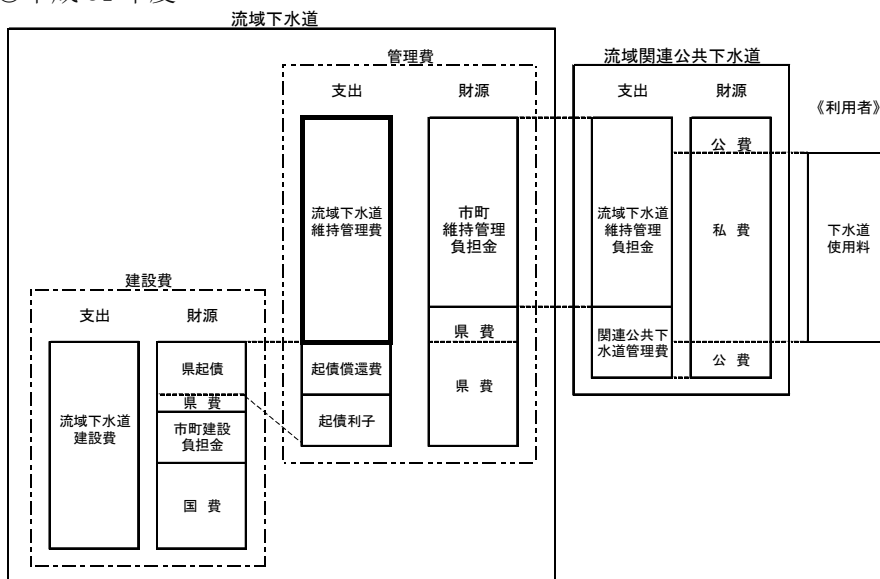 流域下水道
管理費
支出
財源
流域下水道
維持管理費
市町
維持管理
負担金
県 費
起債償還費
県 費
起債利子
建設費
支出
財源
流域下水道
建設費
県起債
県 費
市町建設
負担金
国 費
流域関連公共下水道
支出
財源
流域下水道
維持管理
負担金
関連公共下
水道管理費
公 費
私 費
公 費
《利用者》
下水道
使用料